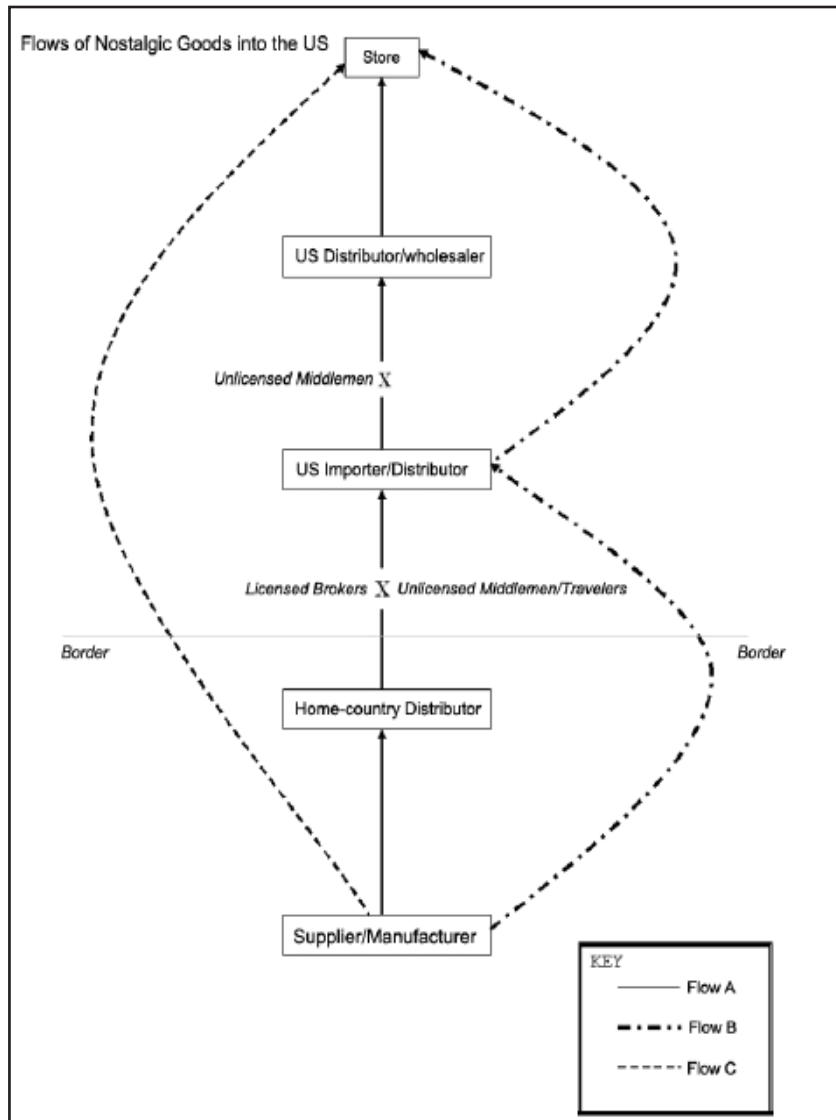 Flows of Nostalgic Goods into the US
Store
US Distributor/wholesaler
Unlicensed Middlemen X
US Importer/Distributor
Licensed Brokers X Unlicensed Middlemen/Travelers
Border Border
Home-country Distributor
Supplier/Manufacturer
KEY
Flow A
Flow B
Flow C